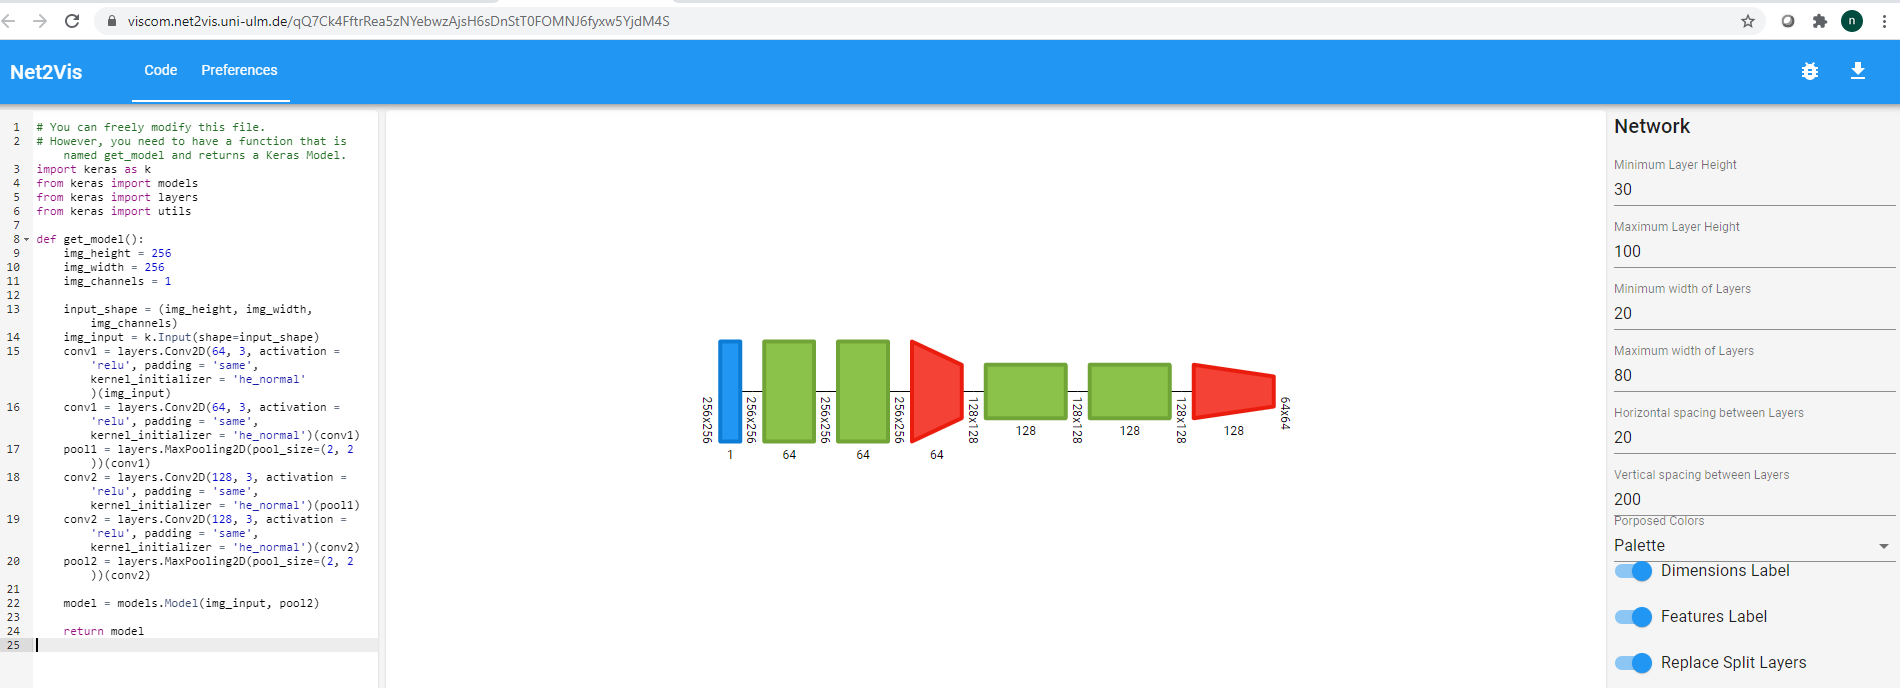 viscom.net2vis.uni-ulm.de/qQ7Ck4FftrRea5zNYebwzAjsH6sDnStT0FOMNJ6fyxw5YjdM4S
n
Net2Vis
Code
Preferences
1 # You can freely modify this file.
2 # However, you need to have a function that is
named get_model and returns a Keras Model.
3 import keras as k
4 from keras import models
5 from keras import layers
6 from keras import utils
7
8 def get_model():
9 img_height = 256
10 img_width = 256
11 img_channels = 1
12
13 input_shape = (img_height, img_width,
img_channels)
14 img_input = k.Input(shape=input_shape)
15 conv1 = layers.Conv2D(64, 3, activation =
'relu', padding = 'same',
kernel_initializer = 'he_normal'
)(img_input)
16 conv1 = layers.Conv2D(64, 3, activation =
'relu', padding = 'same',
kernel_initializer = 'he_normal')(conv1)
17 pool1 = layers.MaxPooling2D(pool_size=(2, 2
))(conv1)
18 conv2 = layers.Conv2D(128, 3, activation =
'relu', padding = 'same',
kernel_initializer = 'he_normal')(pool1)
19 conv2 = layers.Conv2D(128, 3, activation =
'relu', padding = 'same',
kernel_initializer = 'he_normal')(conv2)
20 pool2 = layers.MaxPooling2D(pool_size=(2, 2
))(conv2)
21
22 model = models.Model(img_input, pool2)
23
24 return model
25
256x256
1
256x256
64
256x256
64
256x256
64
128x128
128
128x128
128
128x128
128
64x64
Network
Minimum Layer Height
30
Maximum Layer Height
100
Minimum width of Layers
20
Maximum width of Layers
80
Horizontal spacing between Layers
20
Vertical spacing between Layers
200
Porposed Colors
Palette
Dimensions Label
Features Label
Replace Split Layers